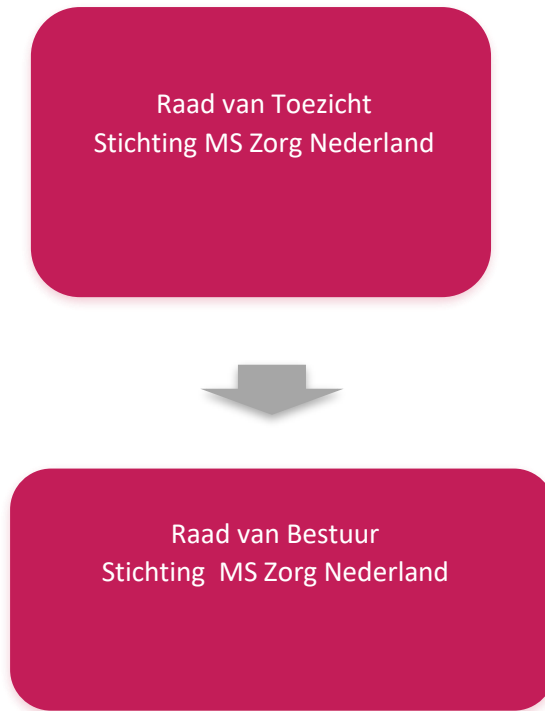 Raad van Toezicht
Stichting MS Zorg Nederland
Raad van Bestuur
Stichting  MS Zorg Nederland